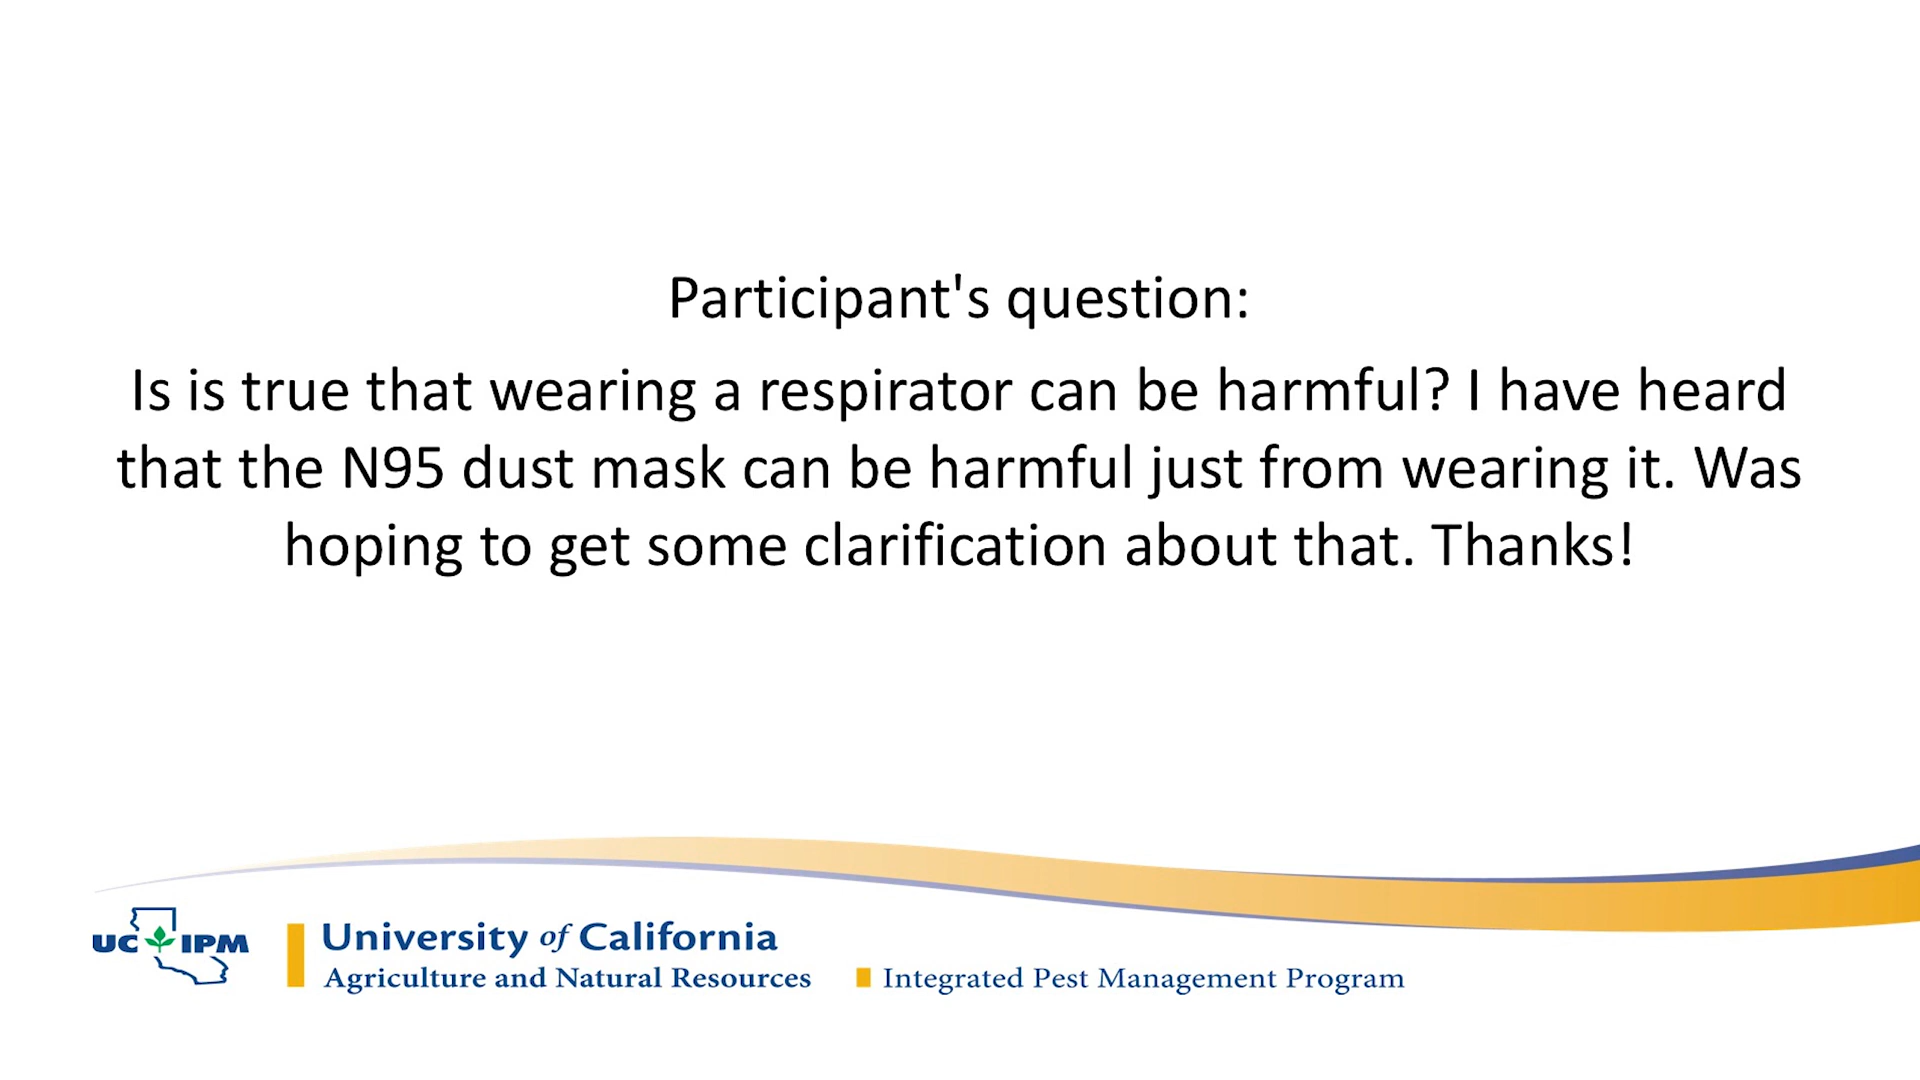 Participant's question:
Is is true that wearing a respirator can be harmful? I have heard
that the N95 dust mask can be harmful just from wearing it. Was
hoping to get some clarification about that. Thanks!
UC IPM
University of California
Agriculture and Natural Resources
Integrated Pest Management Program